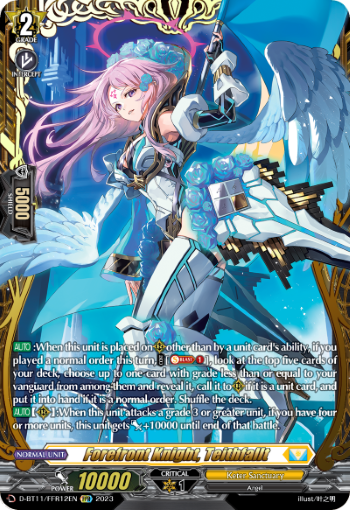 2
GRADE
INTERCEPT
5000
SHIELD
AUTO :When this unit is placed on R other than by a unit card's ability, if you
played a normal order this turn, COST [ C BLAST 1 ], look at the top five cards of
your deck, choose up to one card with grade less than or equal to your
vanguard from among them and reveal it, call it to R if it is a unit card, and
put it into hand if it is a normal order. Shuffle the deck.
AUTO [ R ]:When this unit attacks a grade 3 or greater unit, if you have four
or more units, this unit gets +10000 until end of that battle.
NORMAL UNIT
Forefront Knight,
POWER
10000
CRITICAL
1
Keter Sanctuary
Angel
D-BT11/FFR12EN FFR 2023
illust/叶之明